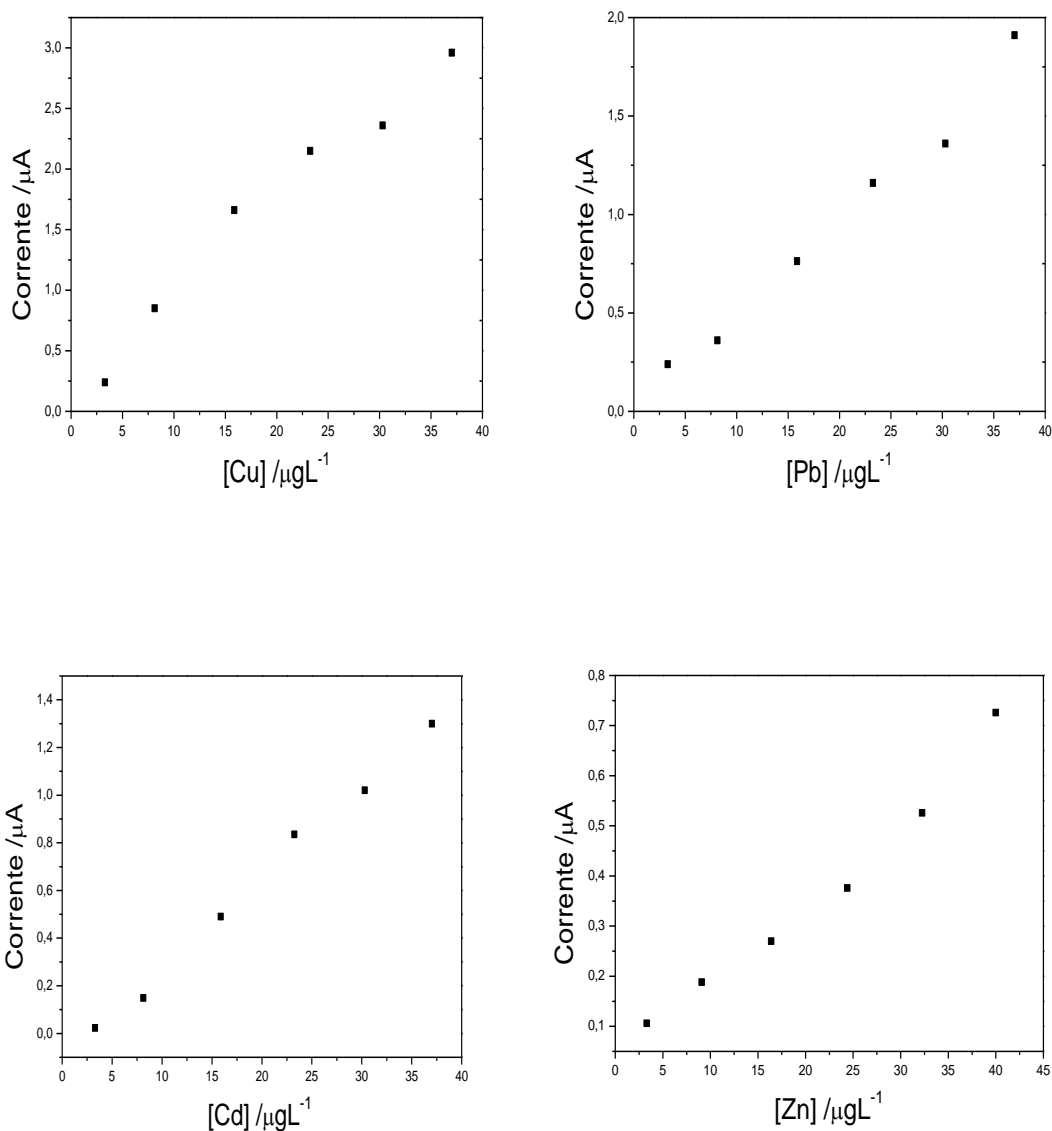 3,0
2,5
2,0
1,5
1,0
0,5
0,0
0 5 10 15 20 25 30 35 40
Corrente /μA
[Cu] /μgL⁻¹
2,0
1,5
1,0
0,5
0,0
0 5 10 15 20 25 30 35 40
Corrente /μA
[Pb] /μgL⁻¹
1,4
1,2
1,0
0,8
0,6
0,4
0,2
0,0
0 5 10 15 20 25 30 35 40
Corrente /μA
[Cd] /μgL⁻¹
0,8
0,7
0,6
0,5
0,4
0,3
0,2
0,1
0 5 10 15 20 25 30 35 40 45
Corrente /μA
[Zn] /μgL⁻¹